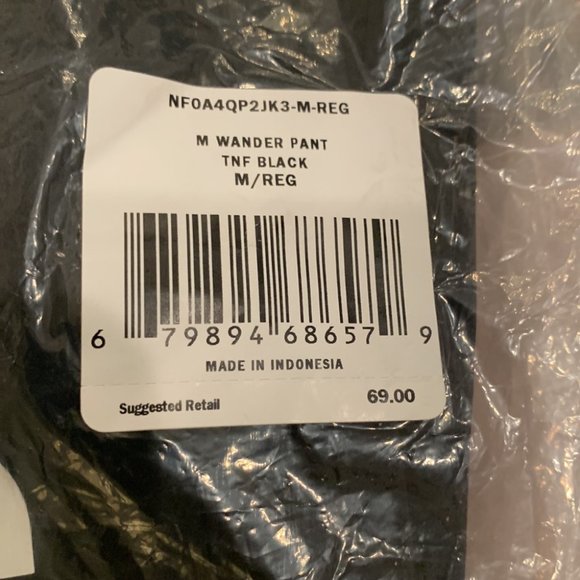 NF0A4QP2JK3-M-REG
M WANDER PANT
TNF BLACK
M/REG
6 79894 68657 9
MADE IN INDONESIA
Suggested Retail 69.00